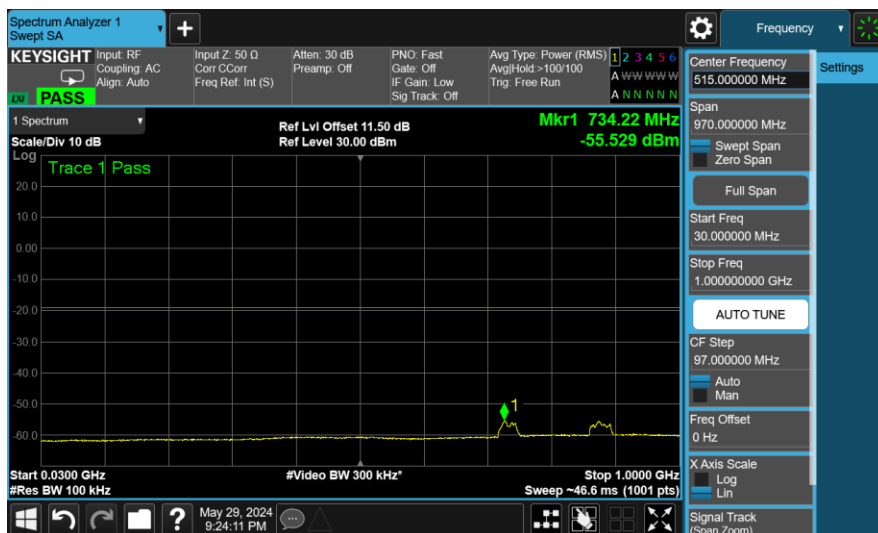 Spectrum Analyzer 1
Swept SA
Frequency
KEYSIGHT
LXI
PASS
Input: RF
Coupling: AC
Align: Auto
Input Z: 50 Ω
Corr CCorr
Freq Ref: Int (S)
Atten: 30 dB
Preamp: Off
PNO: Fast
Gate: Off
IF Gain: Low
Sig Track: Off
Avg Type: Power (RMS)
Avg|Hold:>100/100
Trig: Free Run
1 2 3 4 5 6
A W W W W W
A N N N N N
1 Spectrum
Scale/Div 10 dB
Ref Lvl Offset 11.50 dB
Ref Level 30.00 dBm
Mkr1 734.22 MHz
-55.529 dBm
Log
Trace 1 Pass
20.0
10.0
0.00
-10.0
-20.0
-30.0
-40.0
-50.0
-60.0
1
Start 0.0300 GHz
#Res BW 100 kHz
#Video BW 300 kHz*
Stop 1.0000 GHz
Sweep ~46.6 ms (1001 pts)
?
May 29, 2024
9:24:11 PM
Center Frequency
515.000000 MHz
Span
970.000000 MHz
Swept Span
Zero Span
Full Span
Start Freq
30.000000 MHz
Stop Freq
1.000000000 GHz
AUTO TUNE
CF Step
97.000000 MHz
Auto
Man
Freq Offset
0 Hz
X Axis Scale
Log
Lin
Signal Track
(Span Zoom)
Settings